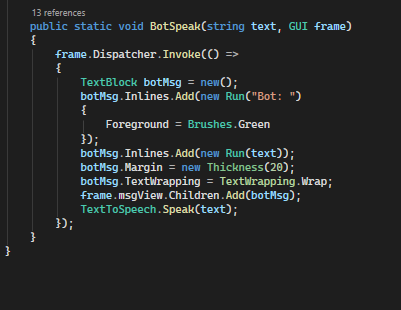 13 references
public static void BotSpeak(string text, GUI frame)
{
frame.Dispatcher.Invoke(() =>
{
TextBlock botMsg = new();
botMsg.Inlines.Add(new Run("Bot: ")
{
Foreground = Brushes.Green
});
botMsg.Inlines.Add(new Run(text));
botMsg.Margin = new Thickness(20);
botMsg.TextWrapping = TextWrapping.Wrap;
frame.msgView.Children.Add(botMsg);
TextToSpeech.Speak(text);
});
}
}